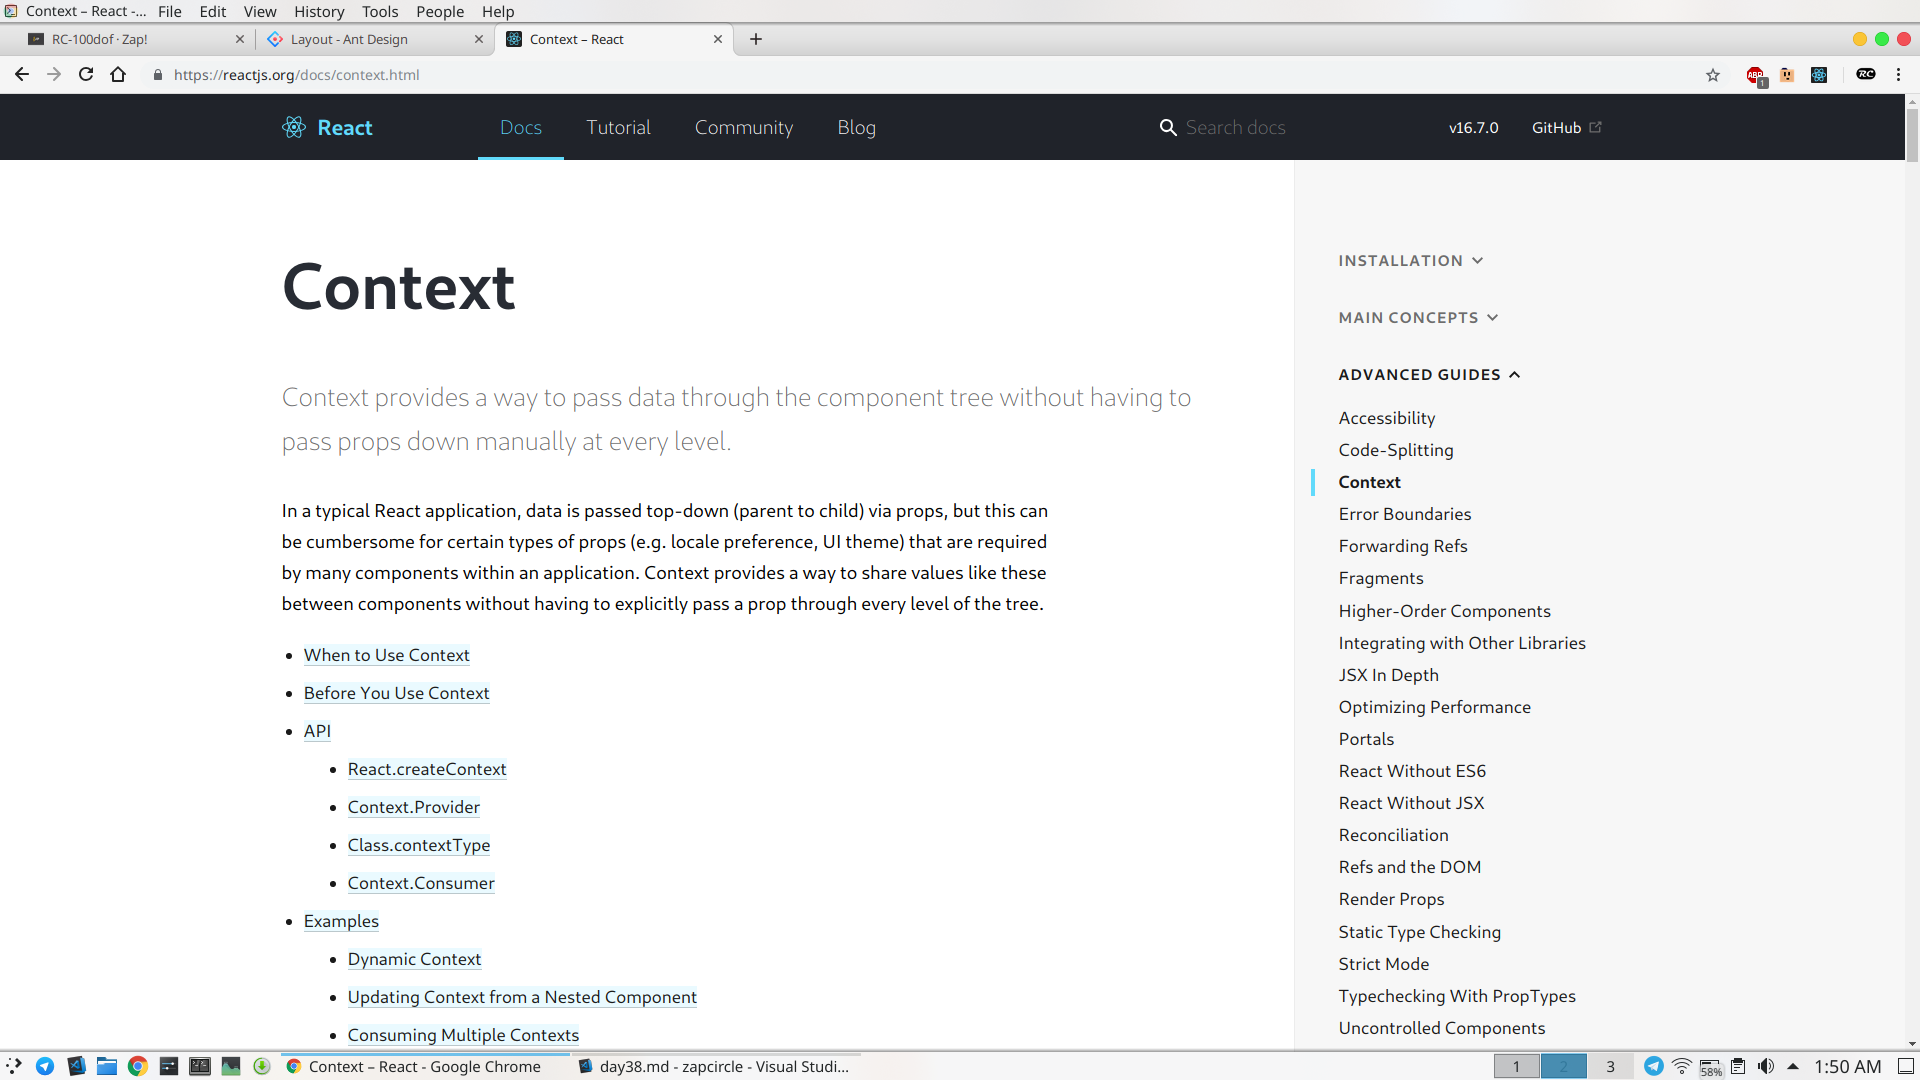 Context – React -... File Edit View History Tools People Help
RC-100dof · Zap! Layout - Ant Design Context – React
https://reactjs.org/docs/context.html ABP 1 RC
React Docs Tutorial Community Blog Search docs v16.7.0 GitHub
Context
Context provides a way to pass data through the component tree without having to
pass props down manually at every level.
In a typical React application, data is passed top-down (parent to child) via props, but this can
be cumbersome for certain types of props (e.g. locale preference, UI theme) that are required
by many components within an application. Context provides a way to share values like these
between components without having to explicitly pass a prop through every level of the tree.
When to Use Context
Before You Use Context
API
React.createContext
Context.Provider
Class.contextType
Context.Consumer
Examples
Dynamic Context
Updating Context from a Nested Component
Consuming Multiple Contexts
INSTALLATION
MAIN CONCEPTS
ADVANCED GUIDES
Accessibility
Code-Splitting
Context
Error Boundaries
Forwarding Refs
Fragments
Higher-Order Components
Integrating with Other Libraries
JSX In Depth
Optimizing Performance
Portals
React Without ES6
React Without JSX
Reconciliation
Refs and the DOM
Render Props
Static Type Checking
Strict Mode
Typechecking With PropTypes
Uncontrolled Components
Context – React - Google Chrome day38.md - zapcircle - Visual Studi... 1 2 3 58% 1:50 AM